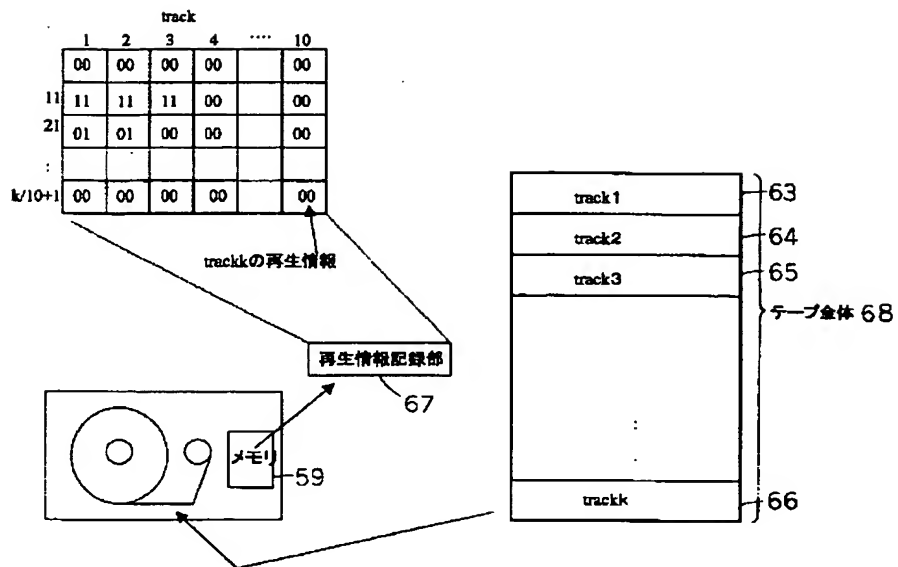 track
1 2 3 4 ···· 10
00 00 00 00 00
11 11 11 11 00 00
21 01 01 00 00 00
:
k/10+1 00 00 00 00 00
trackkの再生情報
再生情報記録部
67
メモリ
59
track1 63
track2 64
track3 65
テープ全体 68
:
:
trackk 66